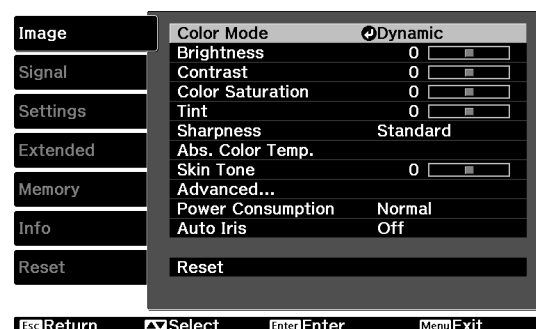 Image
Signal
Settings
Extended
Memory
Info
Reset
Color Mode Dynamic
Brightness 0
Contrast 0
Color Saturation 0
Tint 0
Sharpness Standard
Abs. Color Temp.
Skin Tone 0
Advanced...
Power Consumption Normal
Auto Iris Off
Reset
Esc Return Select Enter Enter Menu Exit